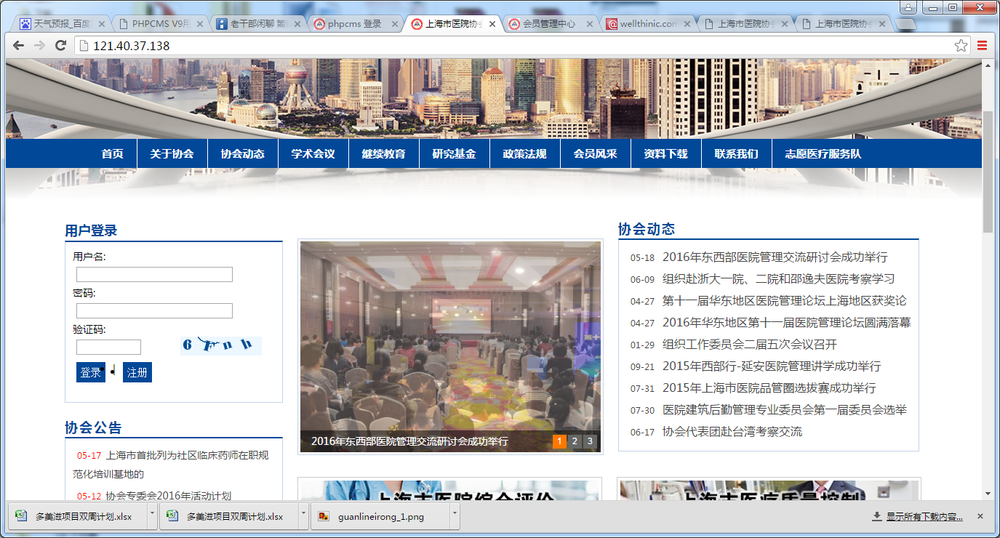 天气预报_百度
PHPCMS V9用
老干部闲聊
phpcms 登录
上海市医院协会
会员管理中心
wellthinic.com
上海市医院协会
上海市医院协会
121.40.37.138
首页
关于协会
协会动态
学术会议
继续教育
研究基金
政策法规
会员风采
资料下载
联系我们
志愿医疗服务队
用户登录
用户名:
密码:
验证码:
登录
注册
协会公告
05-17 上海市首批列为社区临床药师在职规
范化培训基地的
05-12 协会专委会2016年活动计划
2016年东西部医院管理交流研讨会成功举行
1 2 3
协会动态
05-18 2016年东西部医院管理交流研讨会成功举行
06-09 组织赴浙大一院、二院和邵逸夫医院考察学习
04-27 第十一届华东地区医院管理论坛上海地区获奖论
04-27 2016年华东地区第十一届医院管理论坛圆满落幕
01-29 组织工作委员会二届五次会议召开
09-21 2015年西部行-延安医院管理讲学成功举行
07-31 2015年上海市医院品管圈选拔赛成功举行
07-30 医院建筑后勤管理专业委员会第一届委员会选举
06-17 协会代表团赴台湾考察交流
上海市医院综合评价
上海市医疗质量控制
多美滋项目双周计划.xlsx
多美滋项目双周计划.xlsx
guanlineirong_1.png
显示所有下载内容...